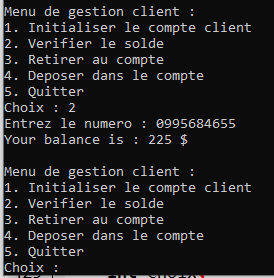 Menu de gestion client :
1. Initialiser le compte client
2. Verifier le solde
3. Retirer au compte
4. Deposer dans le compte
5. Quitter
Choix : 2
Entrez le numero : 0995684655
Your balance is : 225 $
Menu de gestion client :
1. Initialiser le compte client
2. Verifier le solde
3. Retirer au compte
4. Deposer dans le compte
5. Quitter
Choix :